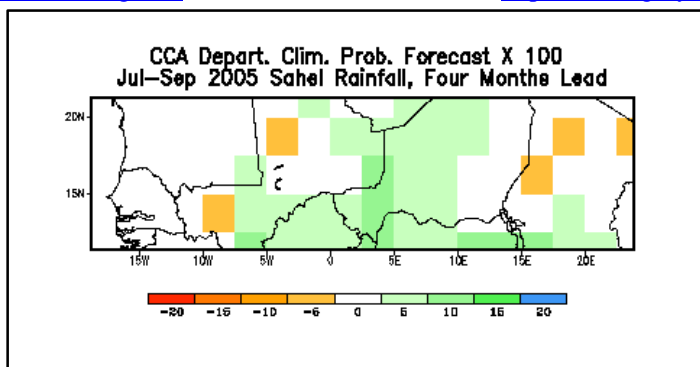 CCA Depart. Clim. Prob. Forecast X 100
Jul-Sep 2005 Sahel Rainfall, Four Months Lead
20N
15N
15W 10W 5W 0 5E 10E 15E 20E
-20 -15 -10 -5 0 5 10 15 20